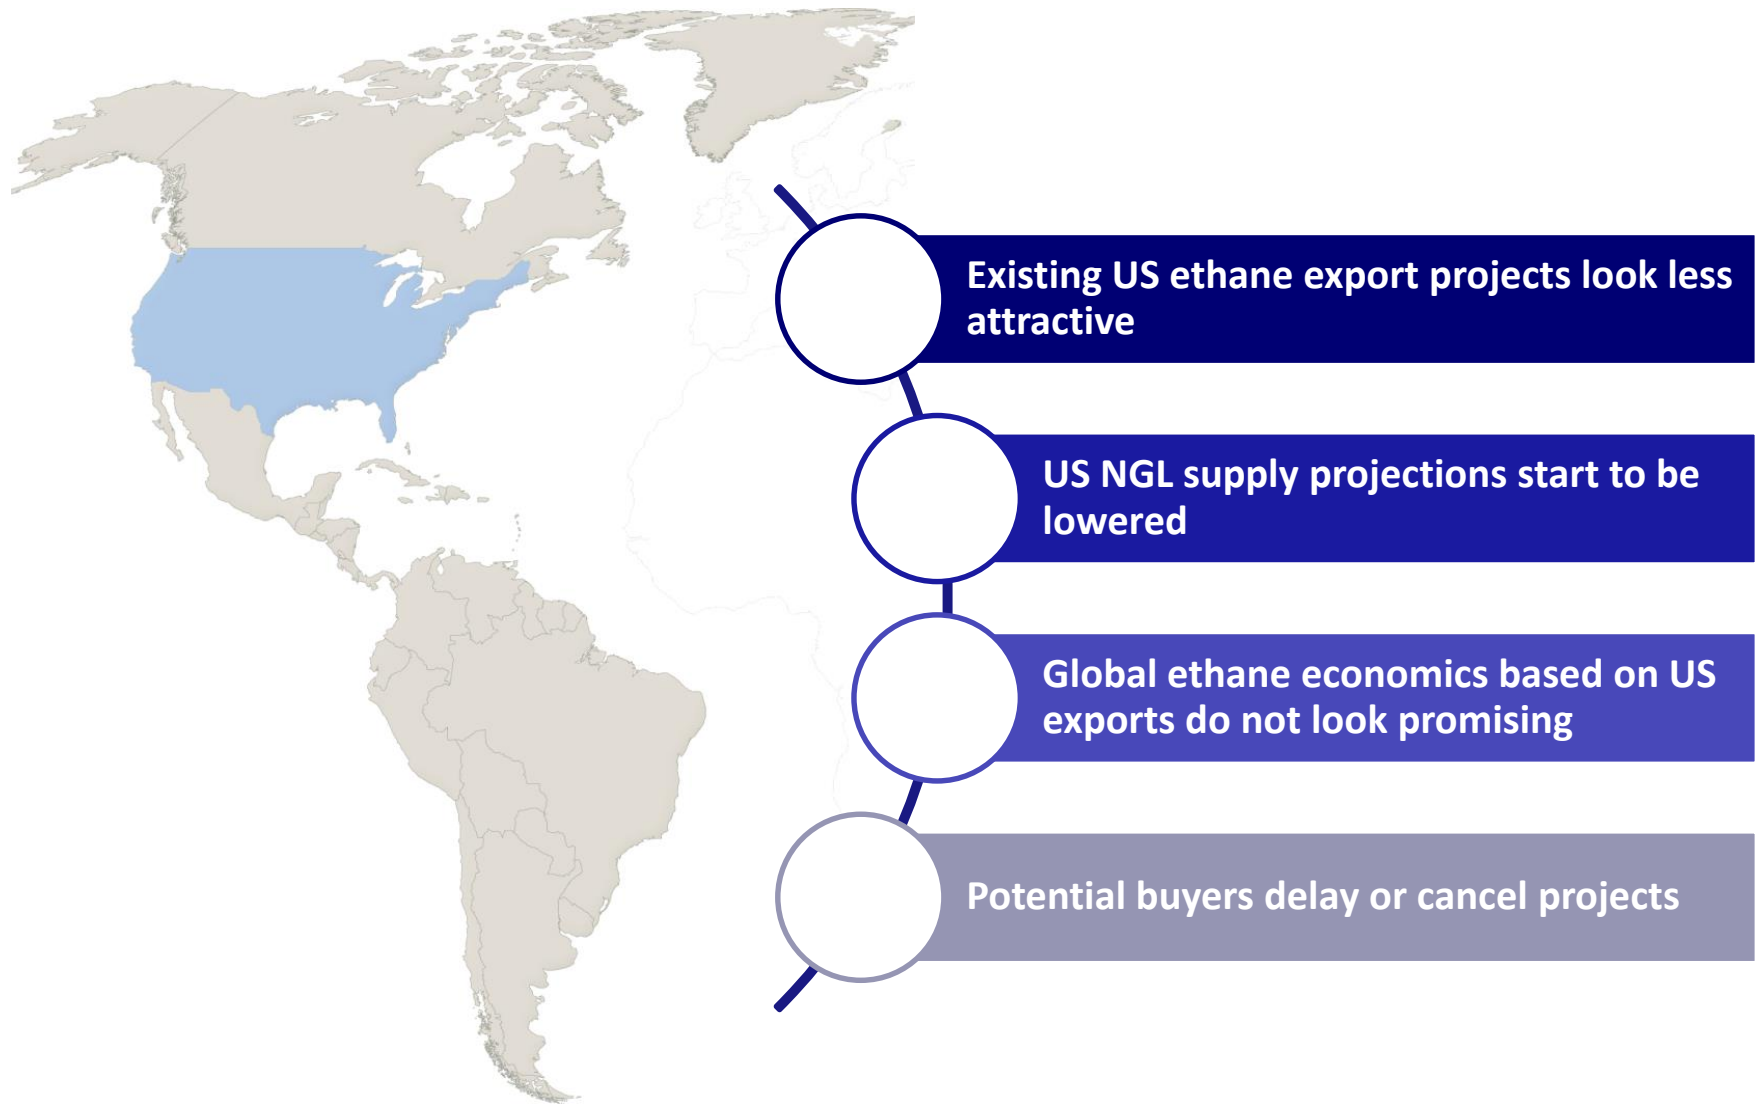 Existing US ethane export projects look less
attractive
US NGL supply projections start to be
lowered
Global ethane economics based on US
exports do not look promising
Potential buyers delay or cancel projects